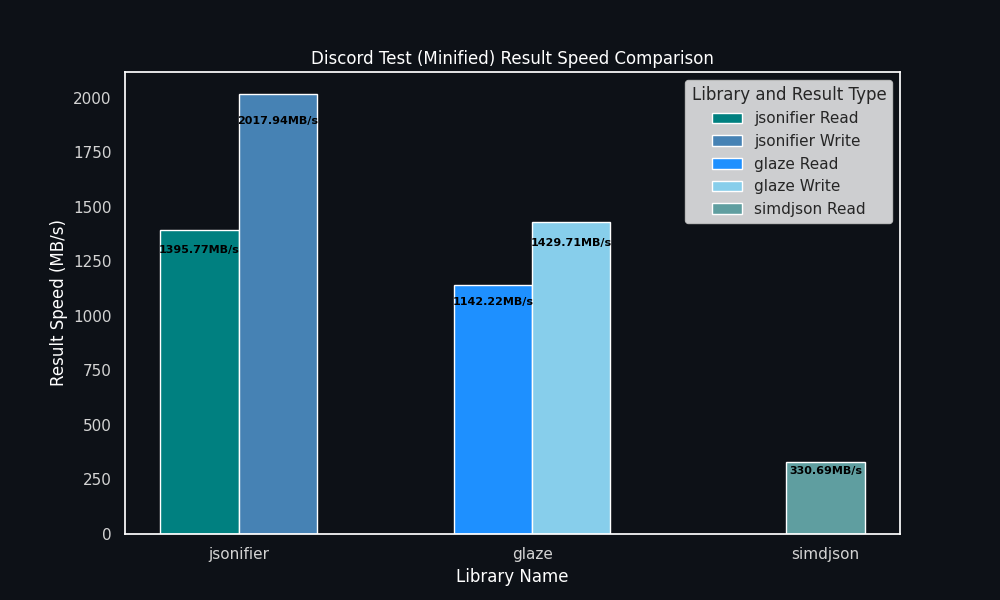 Discord Test (Minified) Result Speed Comparison
Library and Result Type
jsonifier Read
jsonifier Write
glaze Read
glaze Write
simdjson Read
Result Speed (MB/s)
2000
1750
1500
1250
1000
750
500
250
0
1395.77MB/s
2017.94MB/s
1142.22MB/s
1429.71MB/s
330.69MB/s
jsonifier
glaze
simdjson
Library Name